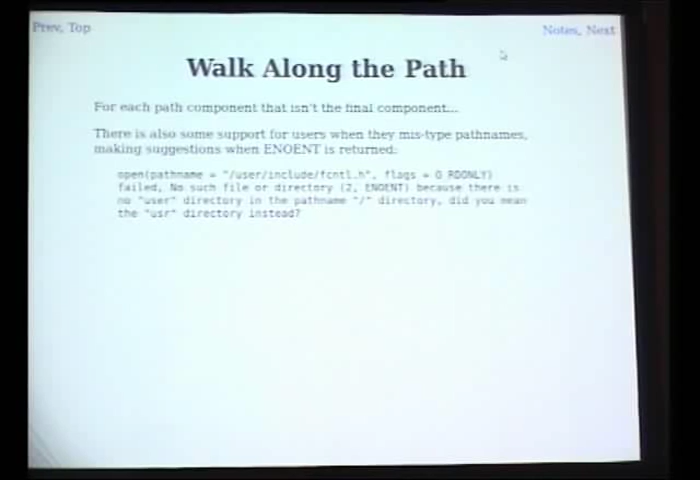 Prev, Top
Notes, Next
Walk Along the Path
For each path component that isn't the final component...
There is also some support for users when they mis-type pathnames,
making suggestions when ENOENT is returned:
open(pathname = "/user/include/fcntl.h", flags = O_RDONLY)
failed, No such file or directory (2, ENOENT) because there is
no "user" directory in the pathname "/" directory, did you mean
the "usr" directory instead?